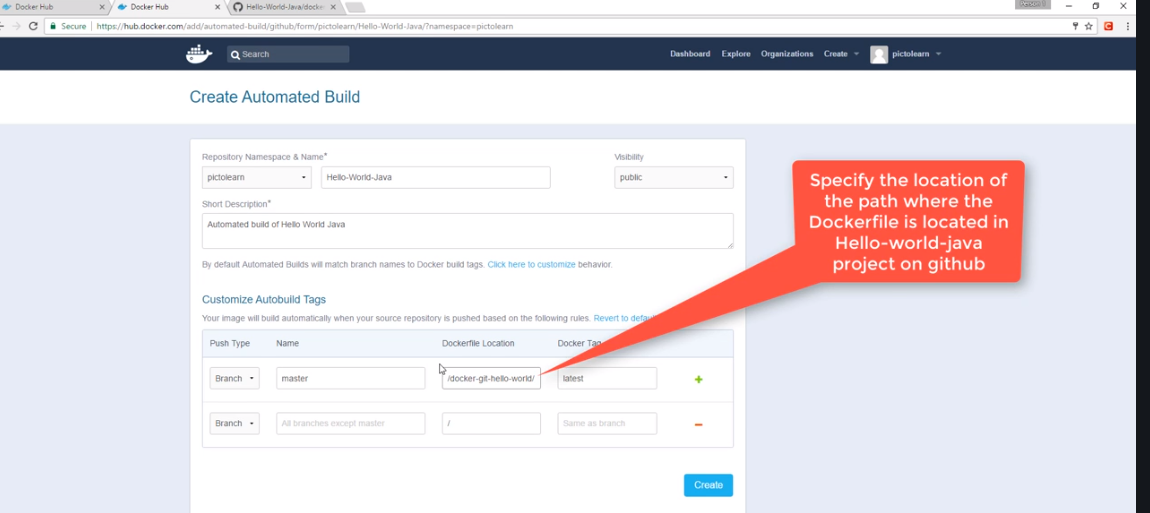 Docker Hub
Docker Hub
Hello-World-Java/docke
Secure
https://hub.docker.com/add/automated-build/github/form/pictolearn/Hello-World-Java/?namespace=pictolearn
Search
Dashboard Explore Organizations Create pictolearn
Create Automated Build
Repository Namespace & Name*
Visibility
pictolearn
Hello-World-Java
public
Short Description*
Automated build of Hello World Java
By default Automated Builds will match branch names to Docker build tags. Click here to customize behavior.
Customize Autobuild Tags
Your image will build automatically when your source repository is pushed based on the following rules. Revert to defau
Push Type Name Dockerfile Location Docker Tag
Branch master /docker-git-hello-world/ latest
Branch All branches except master / Same as branch
Create
Specify the location of
the path where the
Dockerfile is located in
Hello-world-java
project on github